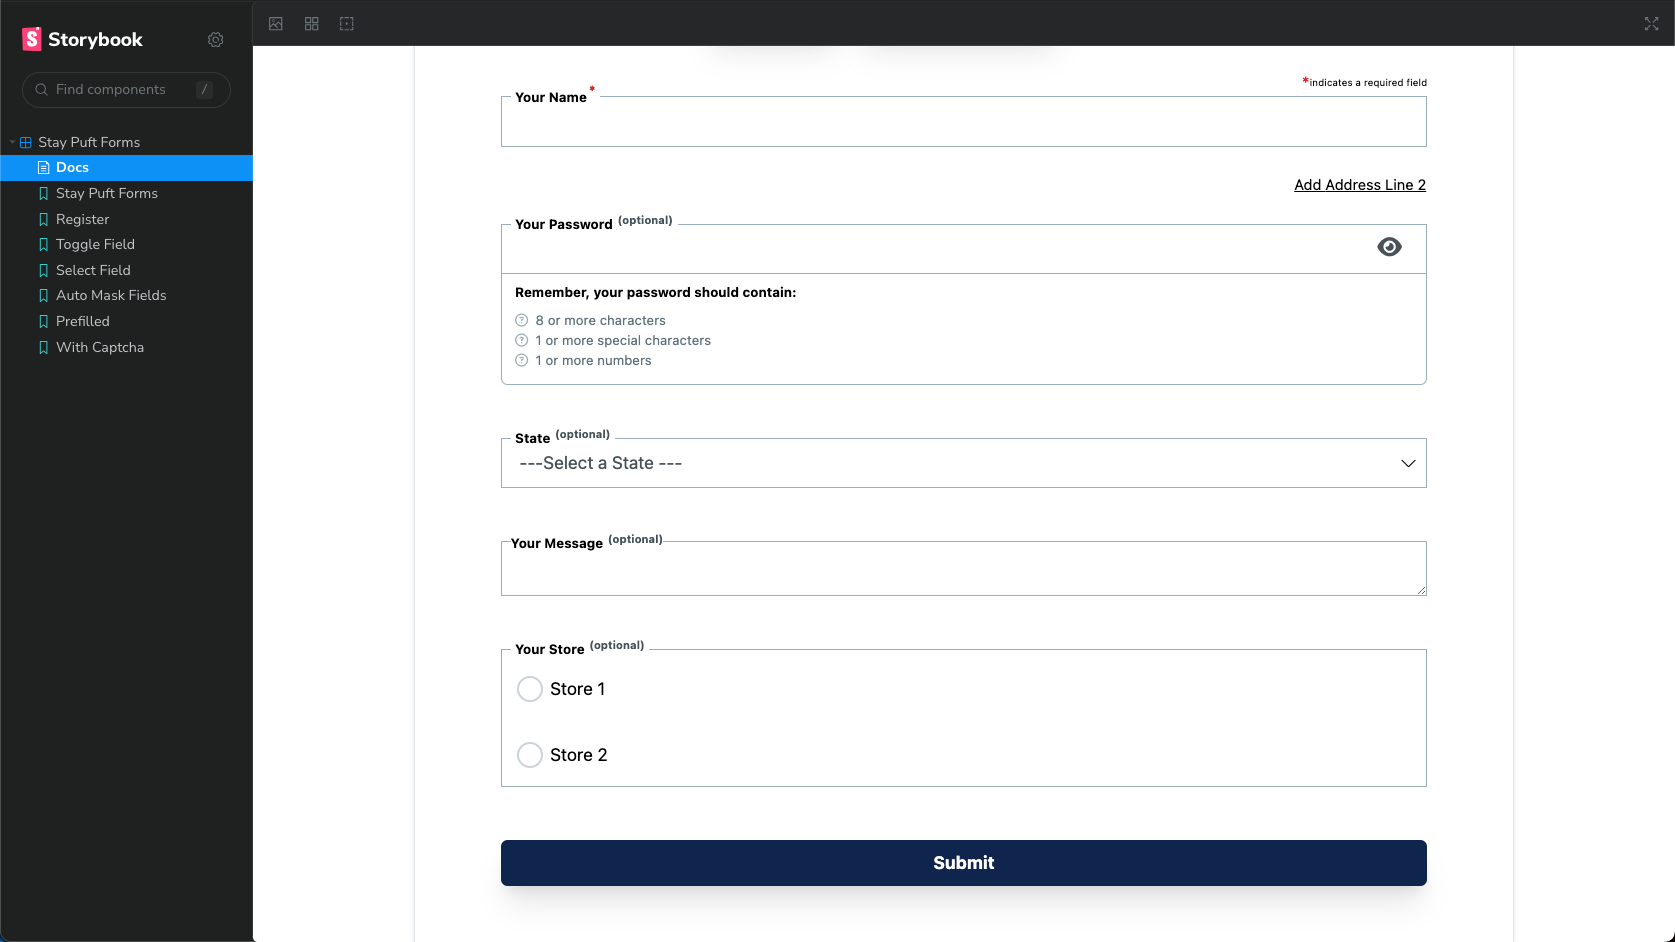 Storybook
Find components /
Stay Puft Forms
Docs
Stay Puft Forms
Register
Toggle Field
Select Field
Auto Mask Fields
Prefilled
With Captcha
*indicates a required field
Your Name *
Add Address Line 2
Your Password (optional)
Remember, your password should contain:
8 or more characters
1 or more special characters
1 or more numbers
State (optional)
---Select a State ---
Your Message (optional)
Your Store (optional)
Store 1
Store 2
Submit